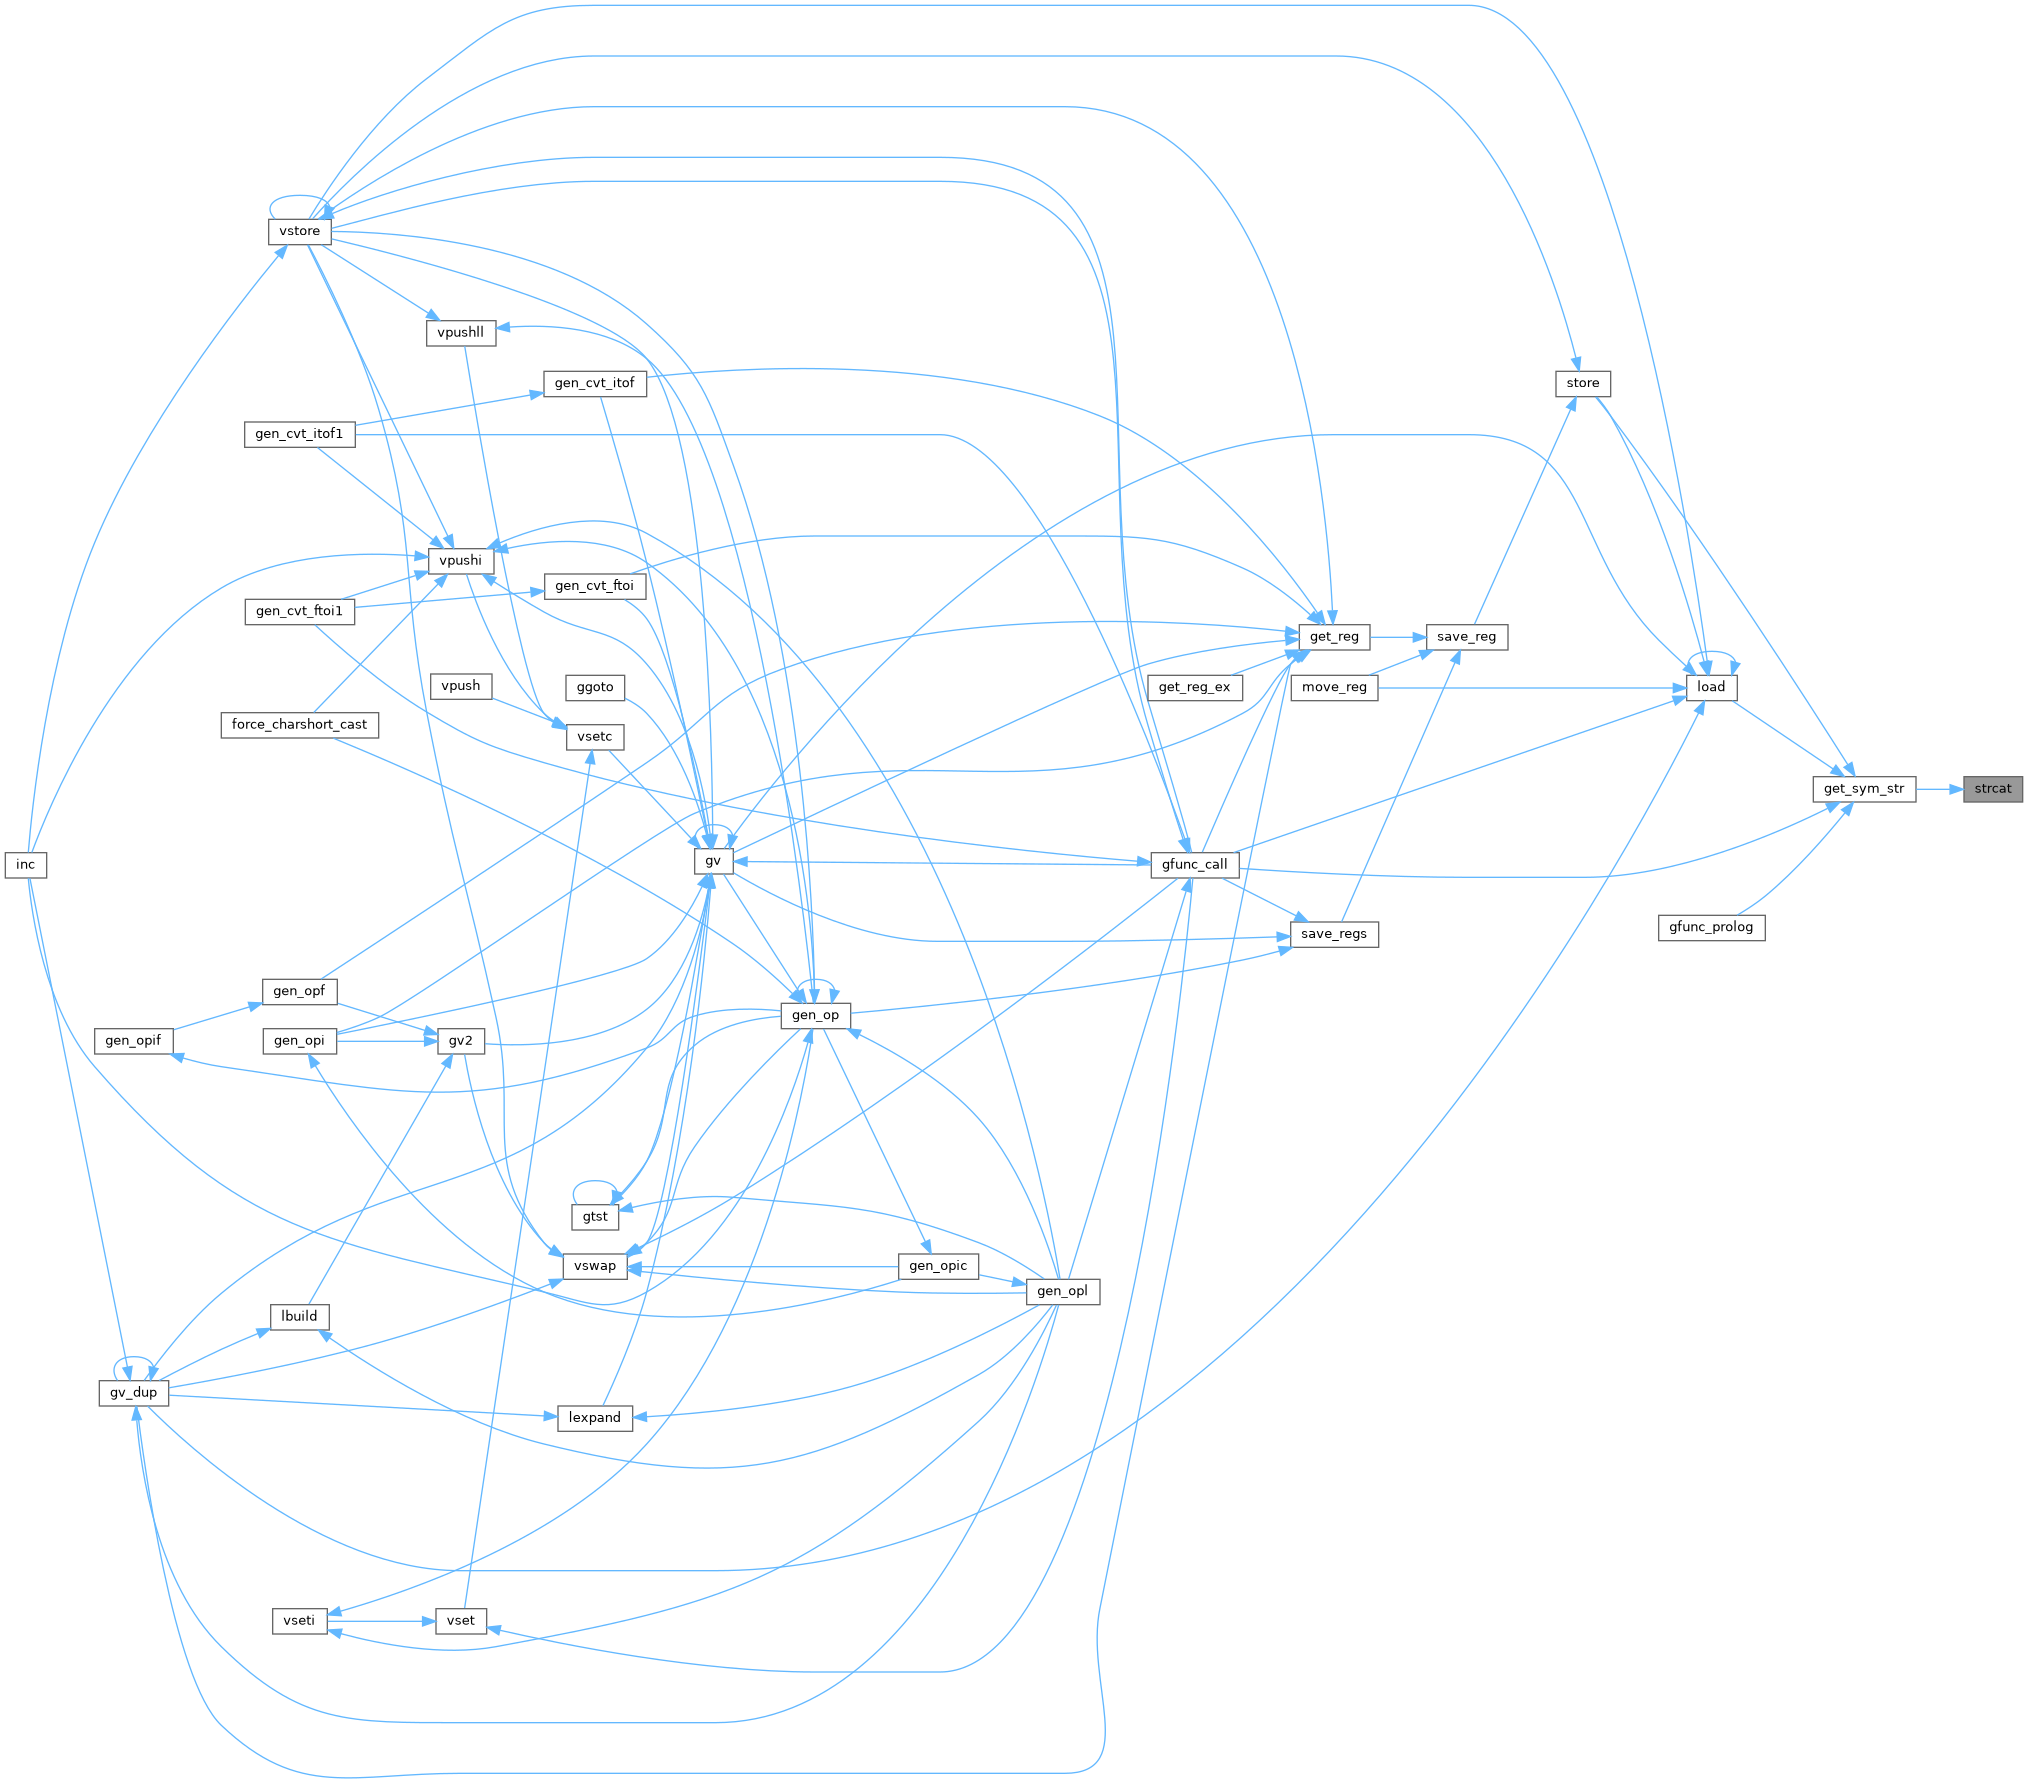 vstore
vpushll
gen_cvt_itof
store
gen_cvt_itof1
vpushi
gen_cvt_ftoi
gen_cvt_ftoi1
get_reg
save_reg
vpush
ggoto
get_reg_ex
move_reg
load
force_charshort_cast
vsetc
get_sym_str
strcat
inc
gv
gfunc_call
gfunc_prolog
save_regs
gen_opf
gen_op
gen_opif
gen_opi
gv2
gtst
vswap
gen_opic
gen_opl
lbuild
gv_dup
lexpand
vseti
vset